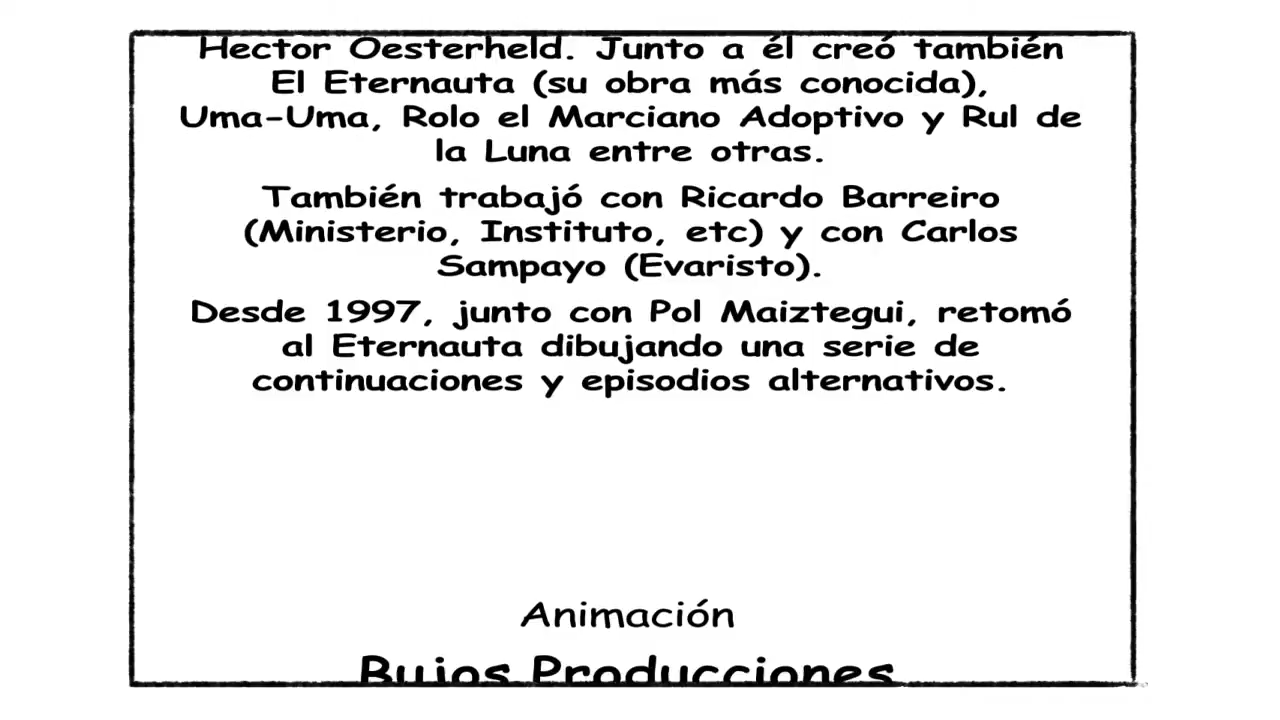 Hector Oesterheld. Junto a él creó también
El Eternauta (su obra más conocida),
Uma-Uma, Rolo el Marciano Adoptivo y Rul de
la Luna entre otras.
También trabajó con Ricardo Barreiro
(Ministerio, Instituto, etc) y con Carlos
Sampayo (Evaristo).
Desde 1997, junto con Pol Maiztegui, retomó
al Eternauta dibujando una serie de
continuaciones y episodios alternativos.
Animación
Producciones